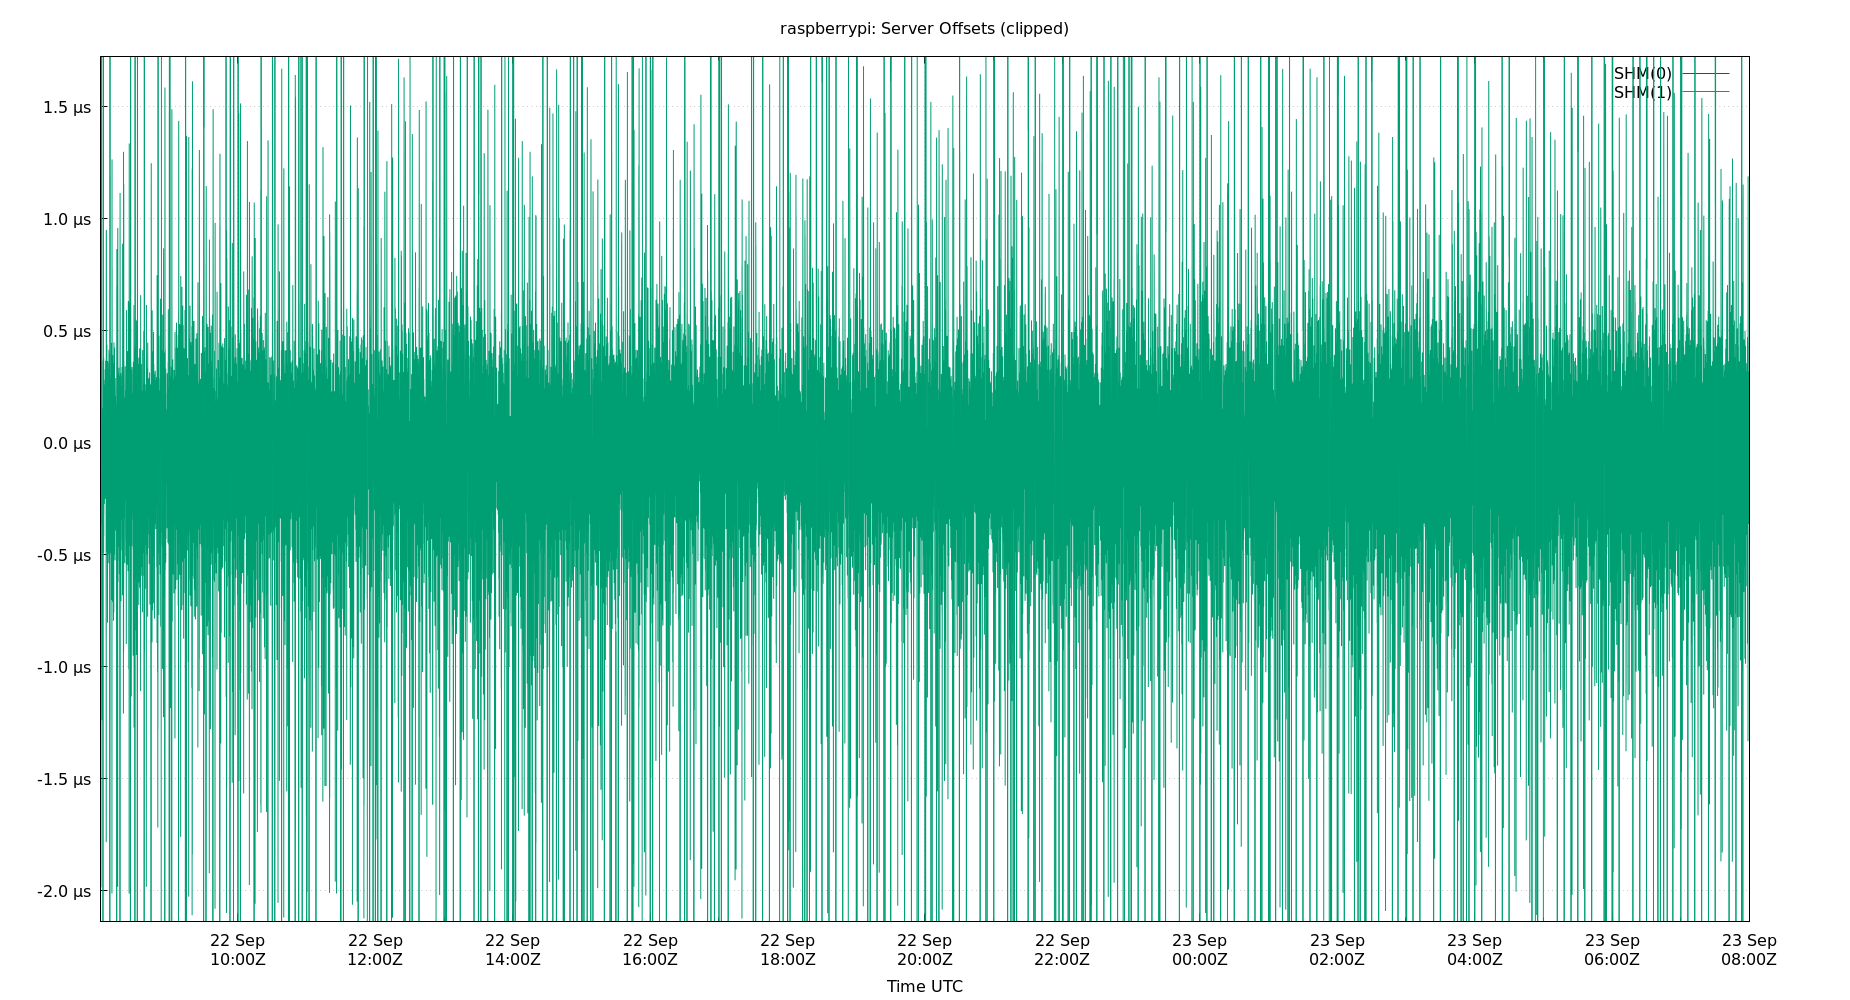 raspberrypi: Server Offsets (clipped)
SHM(0)
SHM(1)
1.5 µs
1.0 µs
0.5 µs
0.0 µs
-0.5 µs
-1.0 µs
-1.5 µs
-2.0 µs
22 Sep 22 Sep 22 Sep 22 Sep 22 Sep 22 Sep 22 Sep 23 Sep 23 Sep 23 Sep 23 Sep 23 Sep
10:00Z 12:00Z 14:00Z 16:00Z 18:00Z 20:00Z 22:00Z 00:00Z 02:00Z 04:00Z 06:00Z 08:00Z
Time UTC